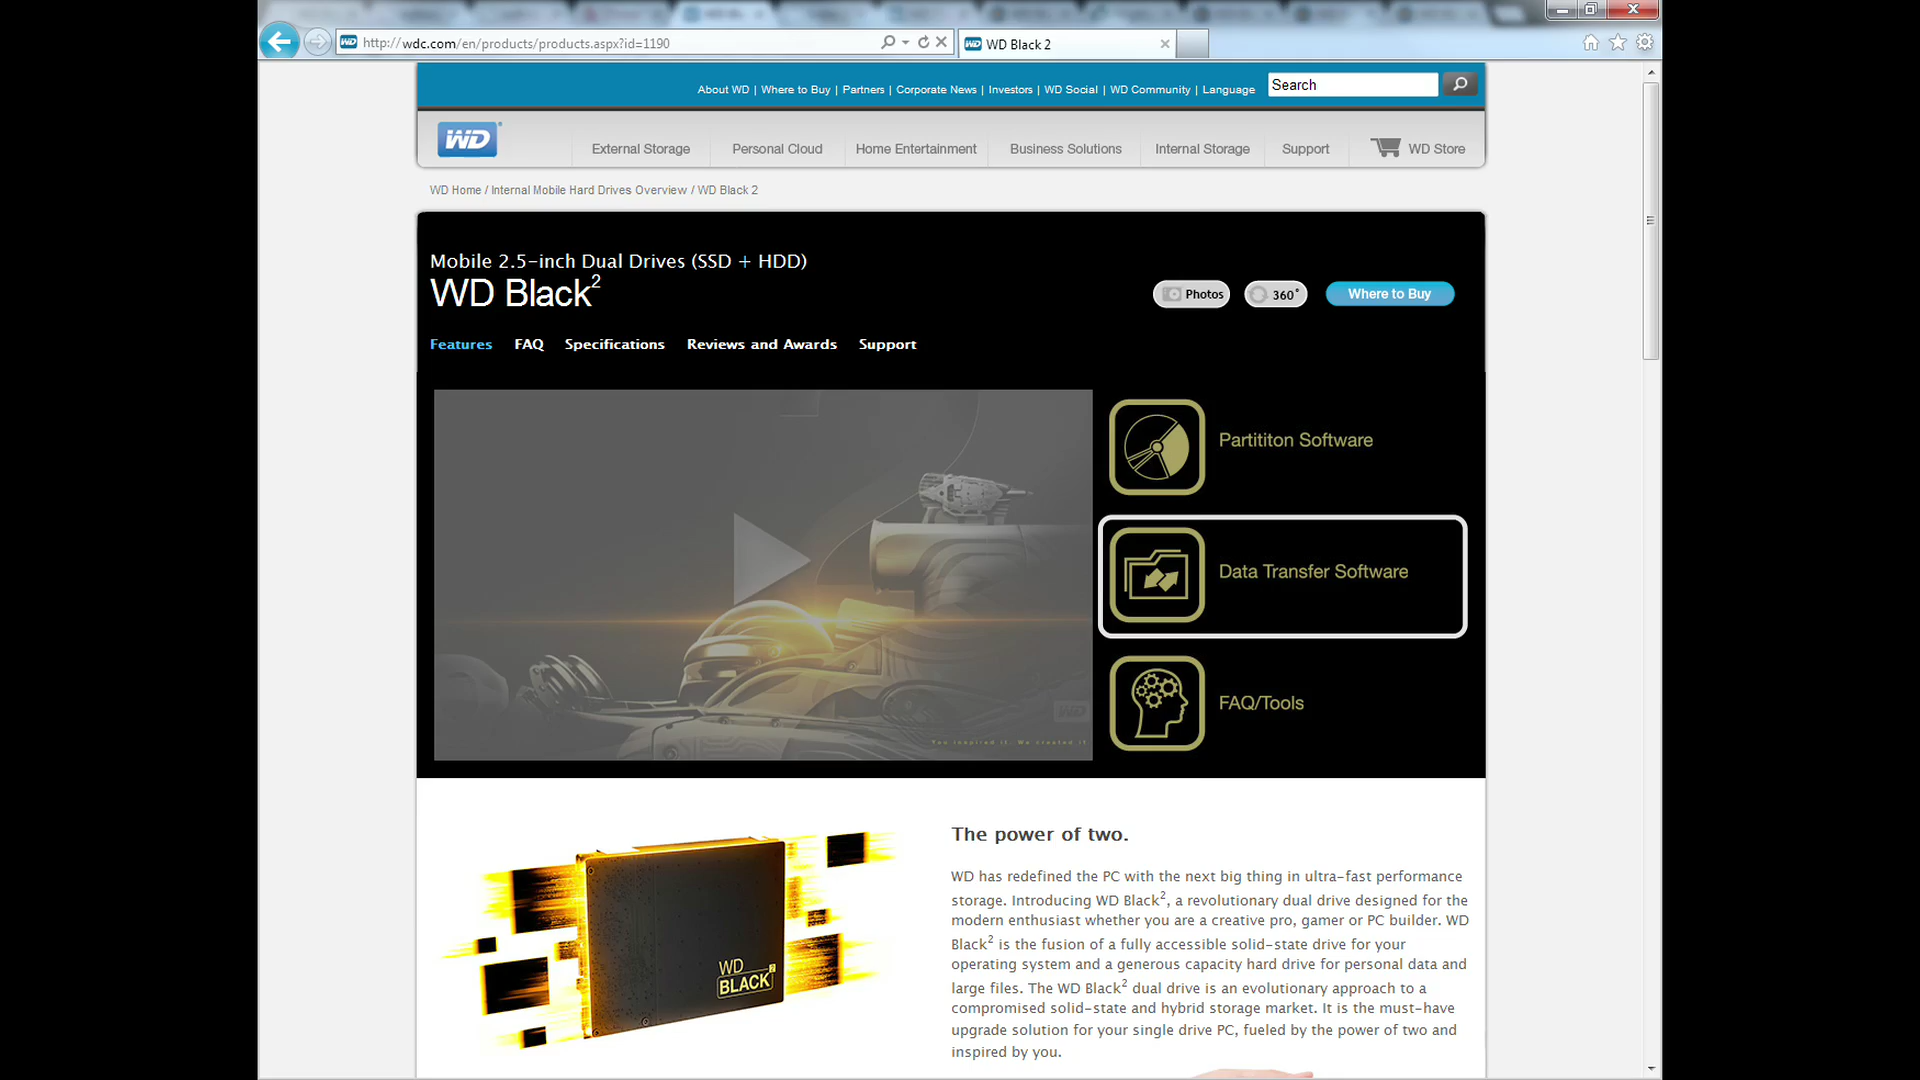 http://wdc.com/en/products/products.aspx?id=1190
WD Black 2
About WD | Where to Buy | Partners | Corporate News | Investors | WD Social | WD Community | Language
Search
WD
External Storage
Personal Cloud
Home Entertainment
Business Solutions
Internal Storage
Support
WD Store
WD Home / Internal Mobile Hard Drives Overview / WD Black 2
Mobile 2.5-inch Dual Drives (SSD + HDD)
WD Black²
Photos
360°
Where to Buy
Features
FAQ
Specifications
Reviews and Awards
Support
Partititon Software
Data Transfer Software
FAQ/Tools
WD
You inspired it. We created it
WD
BLACK²
The power of two.
WD has redefined the PC with the next big thing in ultra-fast performance
storage. Introducing WD Black², a revolutionary dual drive designed for the
modern enthusiast whether you are a creative pro, gamer or PC builder. WD
Black² is the fusion of a fully accessible solid-state drive for your
operating system and a generous capacity hard drive for personal data and
large files. The WD Black² dual drive is an evolutionary approach to a
compromised solid-state and hybrid storage market. It is the must-have
upgrade solution for your single drive PC, fueled by the power of two and
inspired by you.